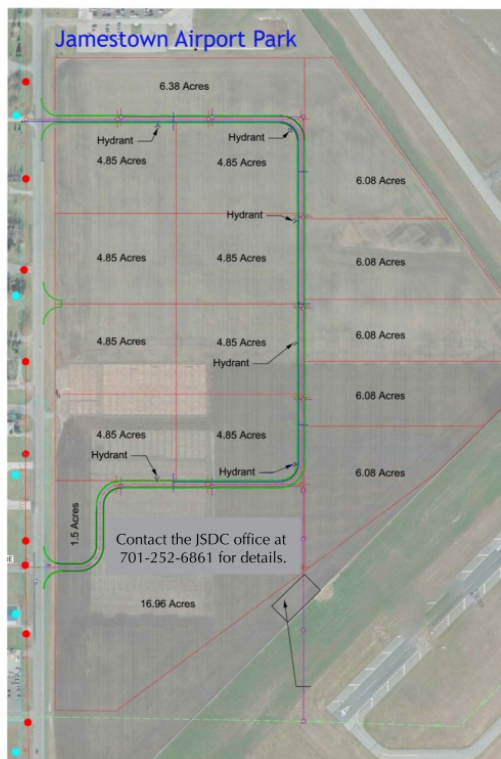 Jamestown Airport Park
6.38 Acres
Hydrant
Hydrant
4.85 Acres
4.85 Acres
6.08 Acres
Hydrant
4.85 Acres
4.85 Acres
6.08 Acres
4.85 Acres
4.85 Acres
6.08 Acres
Hydrant
6.08 Acres
4.85 Acres
4.85 Acres
Hydrant
Hydrant
6.08 Acres
1.5 Acres
Contact the JSDC office at
701-252-6861 for details.
16.96 Acres